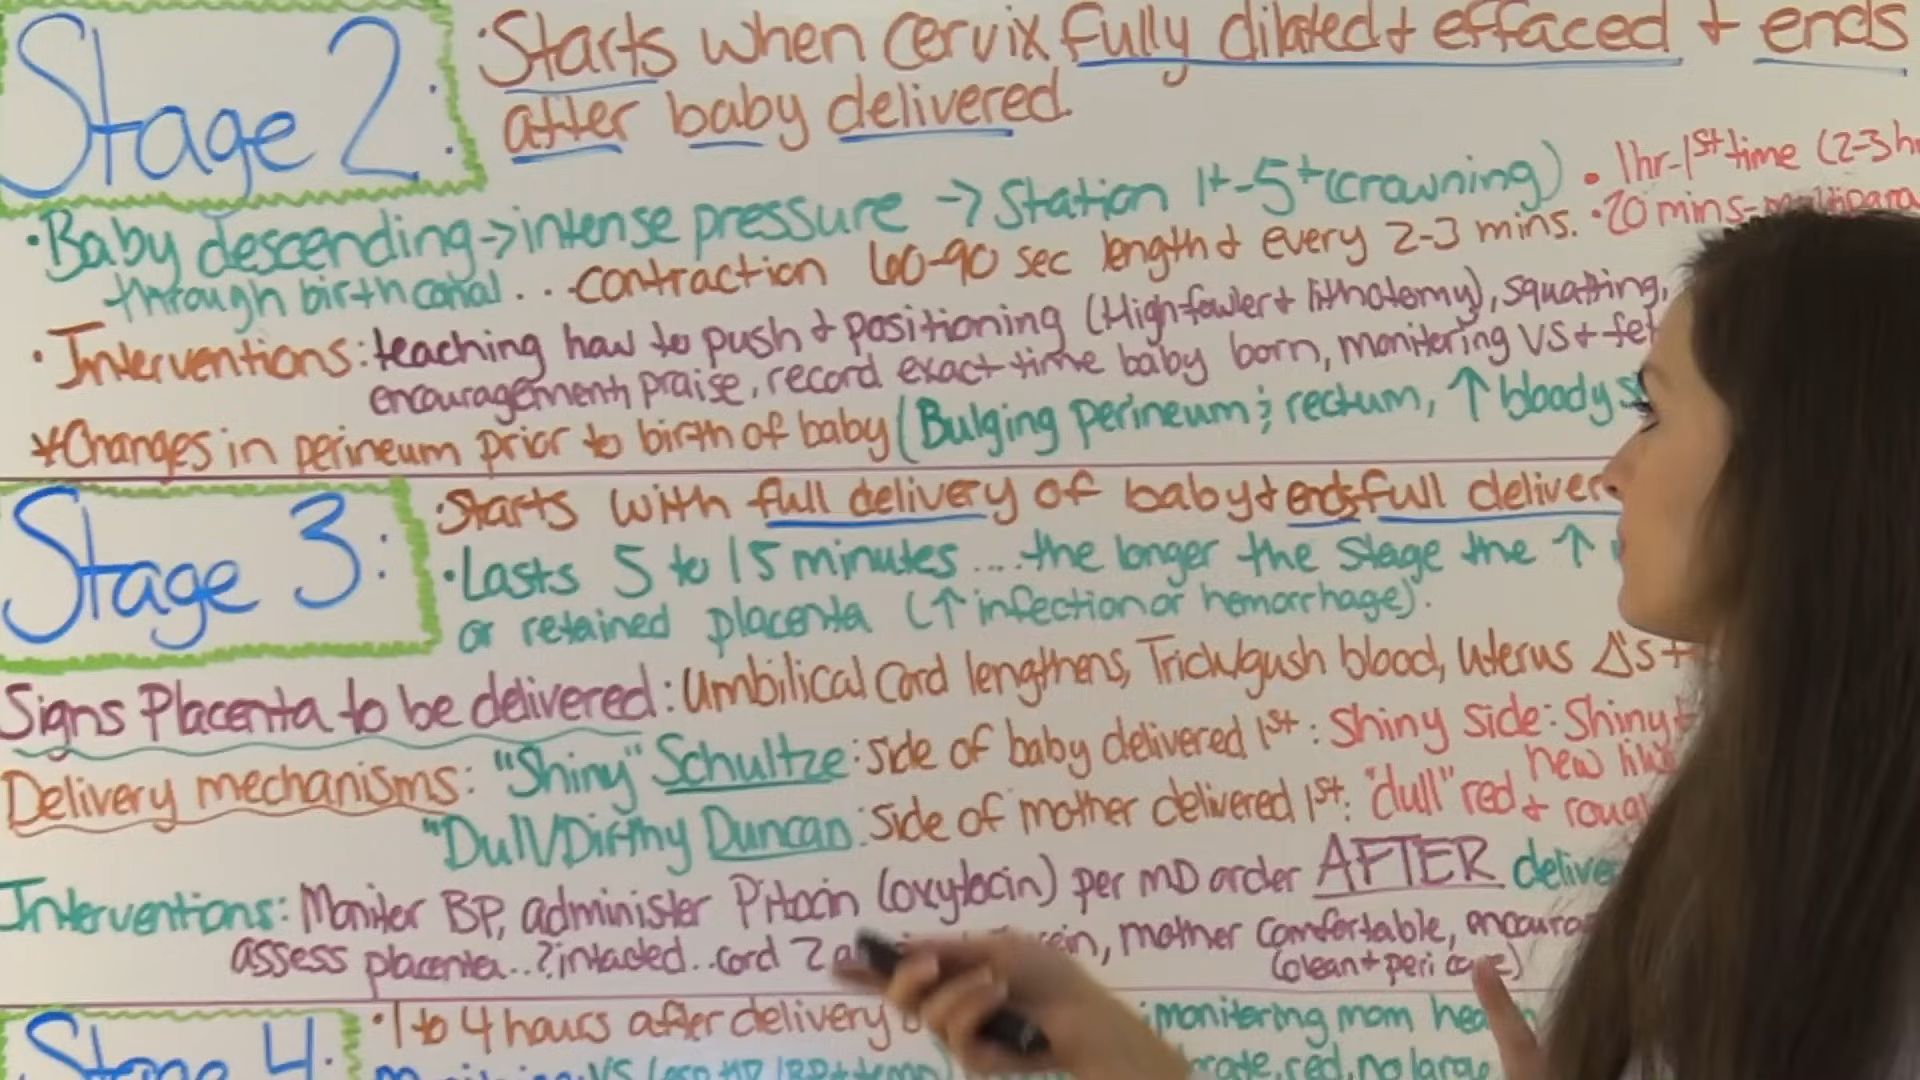 Stage 2:
·Starts when cervix fully dilated + effaced + ends
after baby delivered.
·Baby descending->intense pressure -> Station 1+-5+(crowning)
through birth canal...contraction 60-90 sec length + every 2-3 mins.
• 1hr-1st time (2-3h
·20 mins-multipara
·Interventions: teaching how to push + positioning (High fowler + lithotomy), squatting,
encouragement, praise, record exact time baby born, monitoring VS + fet
*Changes in perineum prior to birth of baby (Bulging perineum ; rectum, ↑ bloody s
Stage 3:
·Starts with full delivery of baby + ends full deliver
·Lasts 5 to 15 minutes ....the longer the stage the ↑
or retained placenta (↑ infection or hemorrhage).
Signs Placenta to be delivered: Umbilical cord lengthens, Trick/gush blood, uterus Δ's +
Delivery mechanisms: "Shiny" Schultze: side of baby delivered 1st: Shiny side: Shiny +
new
"Dull/Dirthy Duncan: side of mother delivered 1st: "dull" red + rough
Interventions: Monitor BP, administer Pitocin (oxytocin) per MD order AFTER delive
assess placenta..? intacted..cord 2 a mother comfortable, encoura
(clean + peri care)
Stage 4:
·1 to 4 hours after delivery
:monitoring mom
VS
red, no large